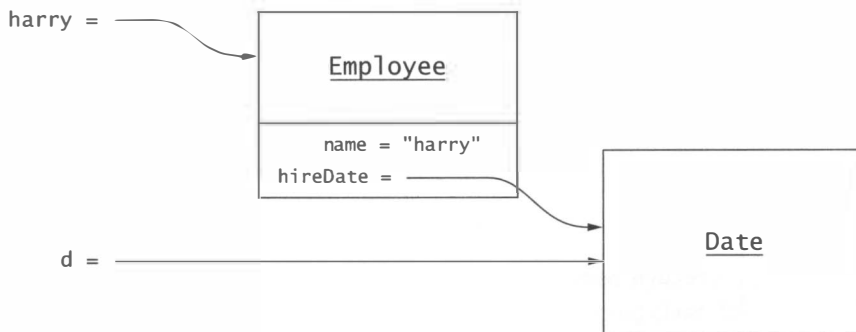 harry =
Employee
name = "harry"
hireDate =
Date
d =